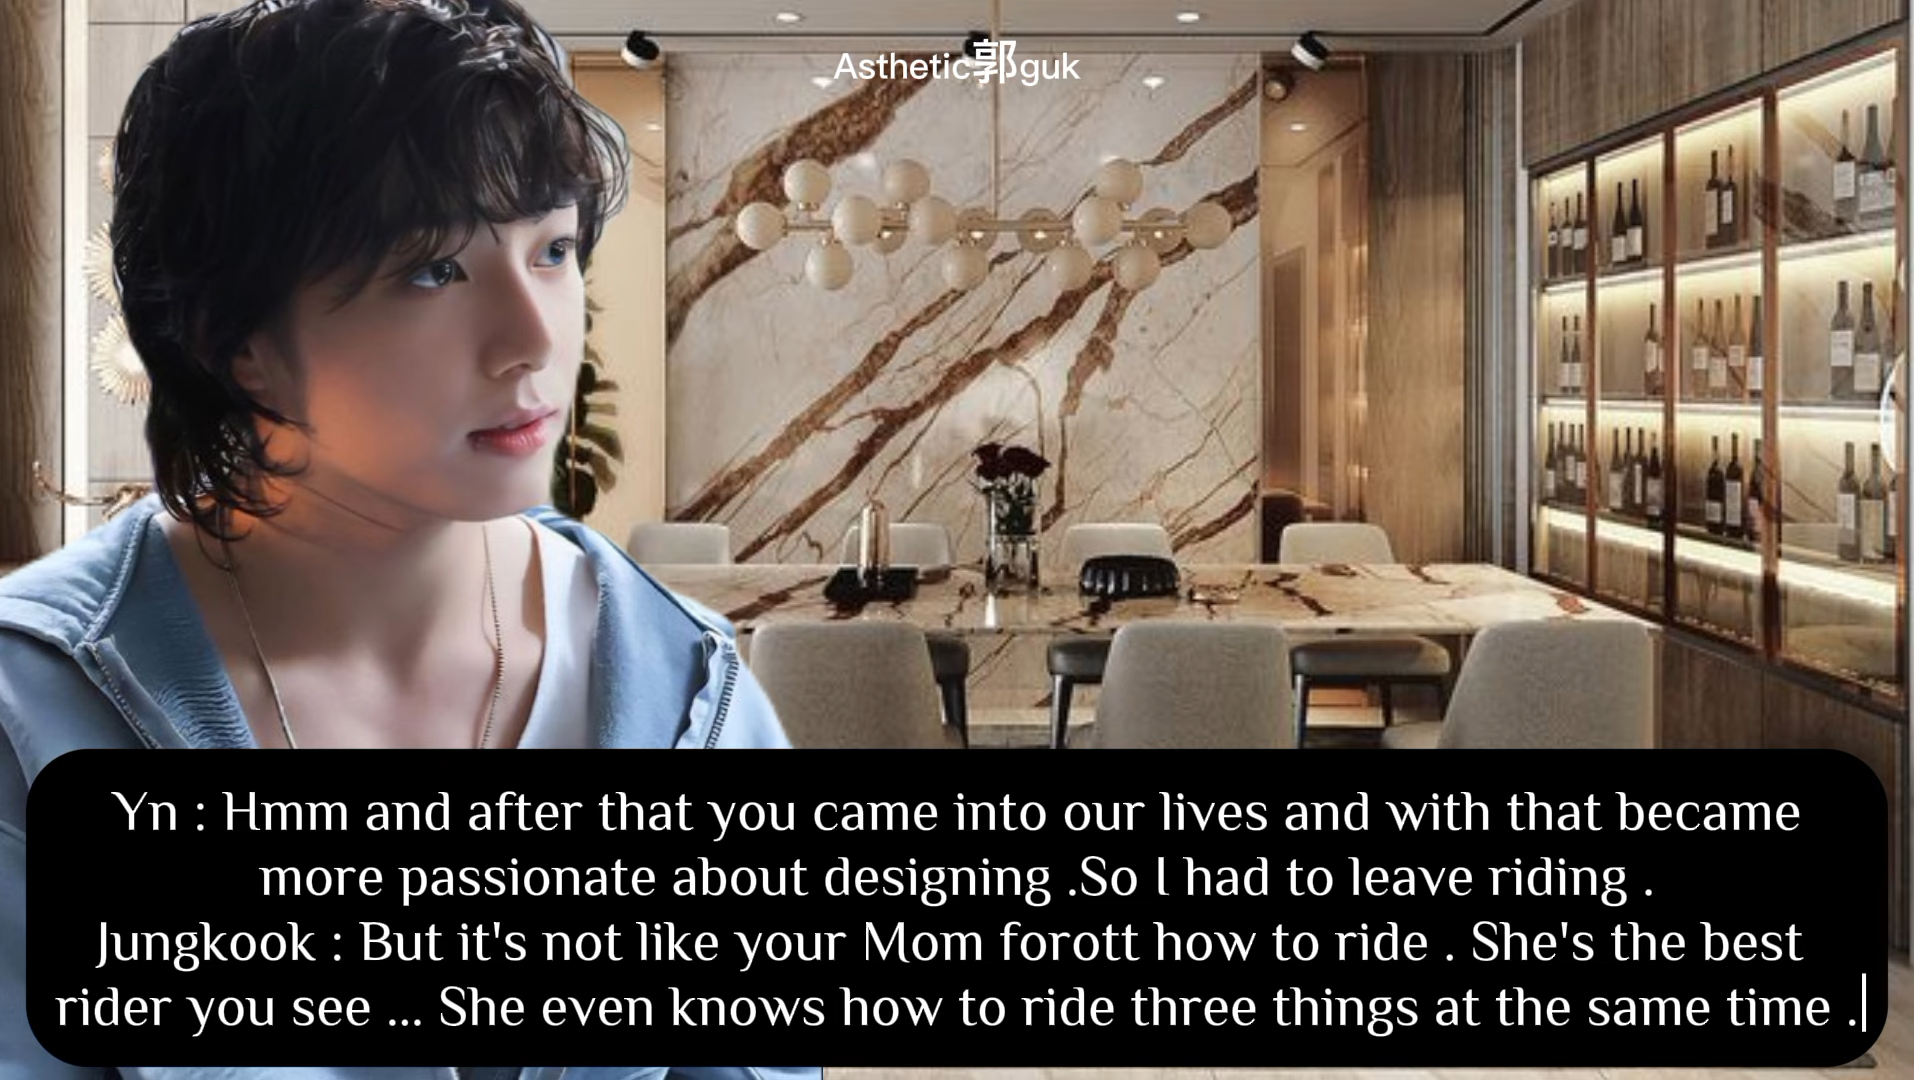 Asthetic郭guk
Yn : Hmm and after that you came into our lives and with that became
more passionate about designing .So I had to leave riding .
Jungkook : But it's not like your Mom forott how to ride . She's the best
rider you see ... She even knows how to ride three things at the same time .